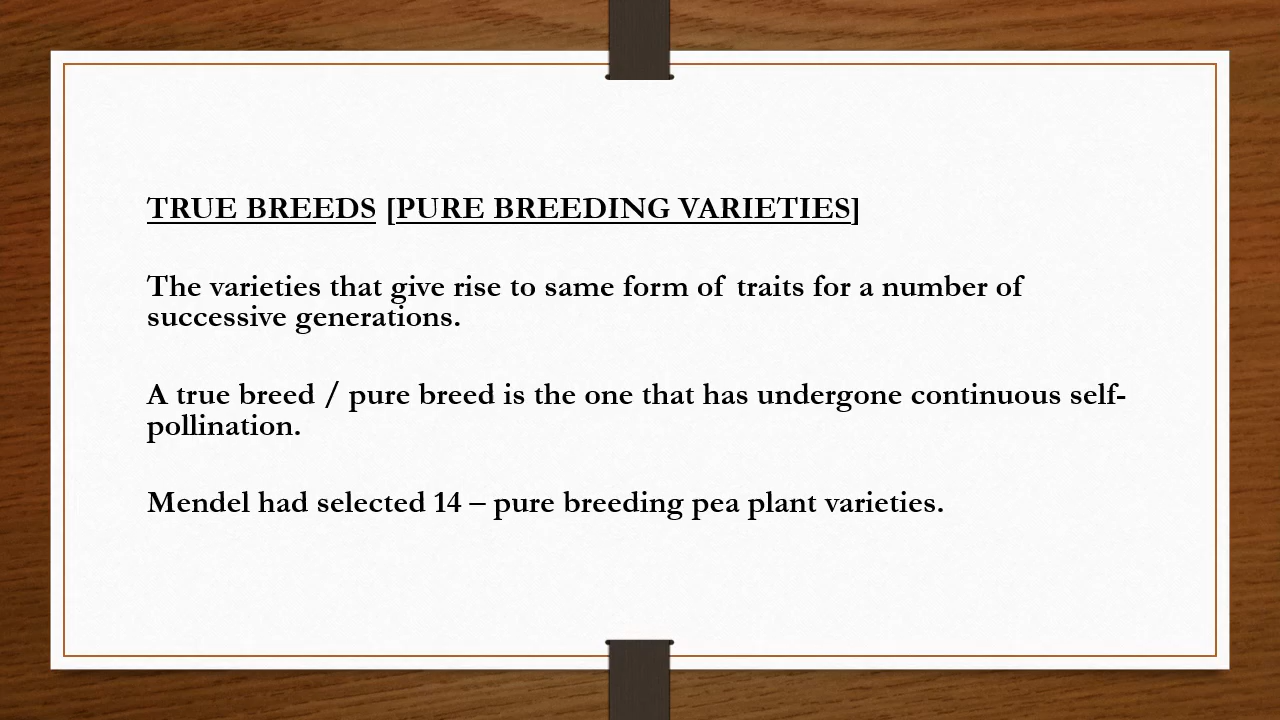 TRUE BREEDS [PURE BREEDING VARIETIES]
The varieties that give rise to same form of traits for a number of
successive generations.
A true breed / pure breed is the one that has undergone continuous self-
pollination.
Mendel had selected 14 – pure breeding pea plant varieties.